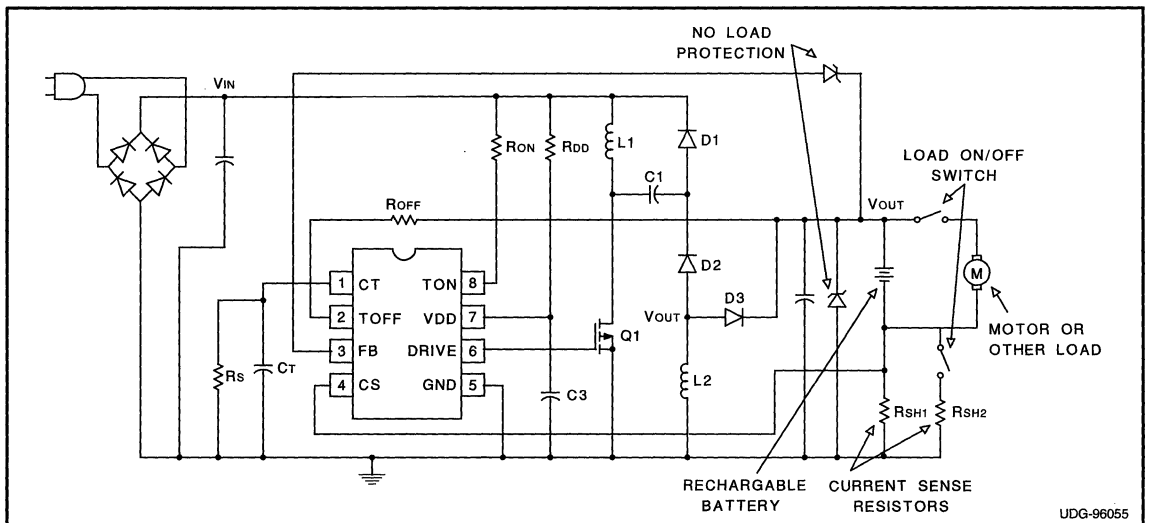 NO LOAD
PROTECTION
VIN
RON
RDD
L1
D1
C1
LOAD ON/OFF
SWITCH
ROFF
VOUT
D2
M
1 CT
TON 8
VOUT
D3
2 TOFF
VDD 7
Q1
MOTOR OR
OTHER LOAD
3 FB
DRIVE 6
RS
CT
4 CS
GND 5
C3
L2
RSH1
RSH2
RECHARGABLE
BATTERY
CURRENT SENSE
RESISTORS
UDG-96055